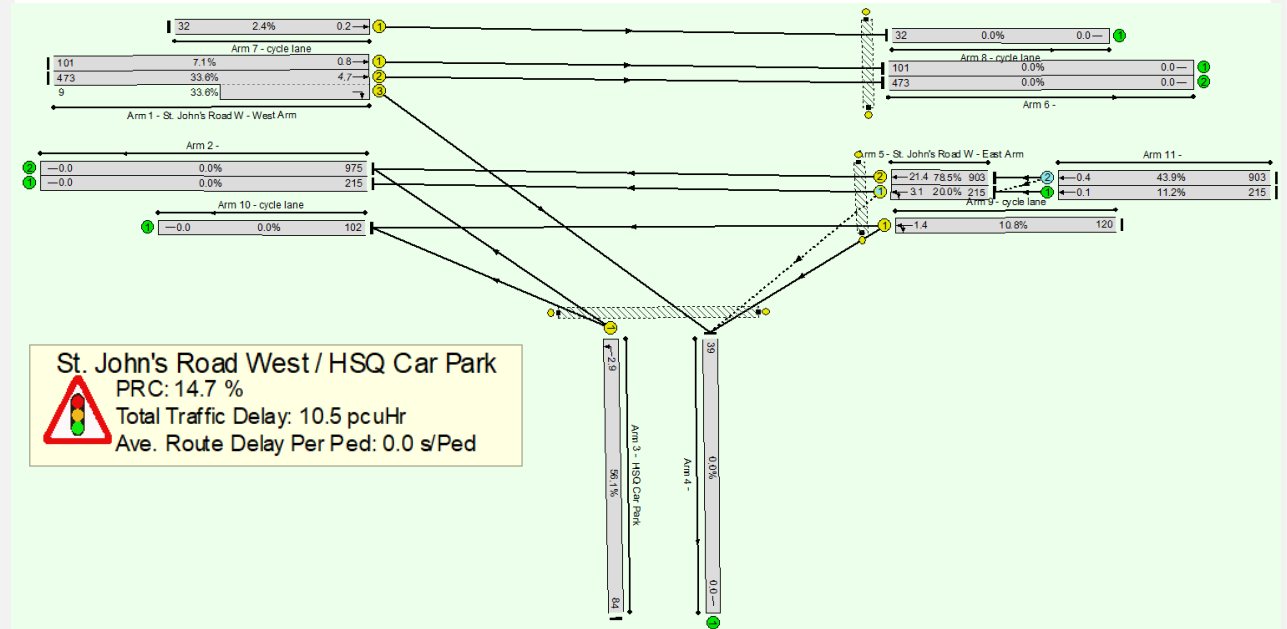 32 2.4% 0.2
1
Arm 7 - cycle lane
101 7.1% 0.8
1
473 33.6% 4.7
2
9 33.6%
3
Arm 1 - St. John's Road W - West Arm
32 0.0% 0.0
1
Arm 8 - cycle lane
101 0.0% 0.0
1
473 0.0% 0.0
2
Arm 6 -
Arm 2 -
2
0.0 0.0% 975
1
0.0 0.0% 215
Arm 10 - cycle lane
1
0.0 0.0% 102
Arm 5 - St. John's Road W - East Arm
2
21.4 78.5% 903
1
3.1 20.0% 215
Arm 11 -
2
0.4 43.9% 903
1
0.1 11.2% 215
Arm 9 - cycle lane
1
1.4 10.8% 120
1
2.9
56.1%
84
Arm 3 - HSQ Car Park
39
0.0%
0.0
1
Arm 4 -
St. John's Road West / HSQ Car Park
PRC: 14.7 %
Total Traffic Delay: 10.5 pcuHr
Ave. Route Delay Per Ped: 0.0 s/Ped